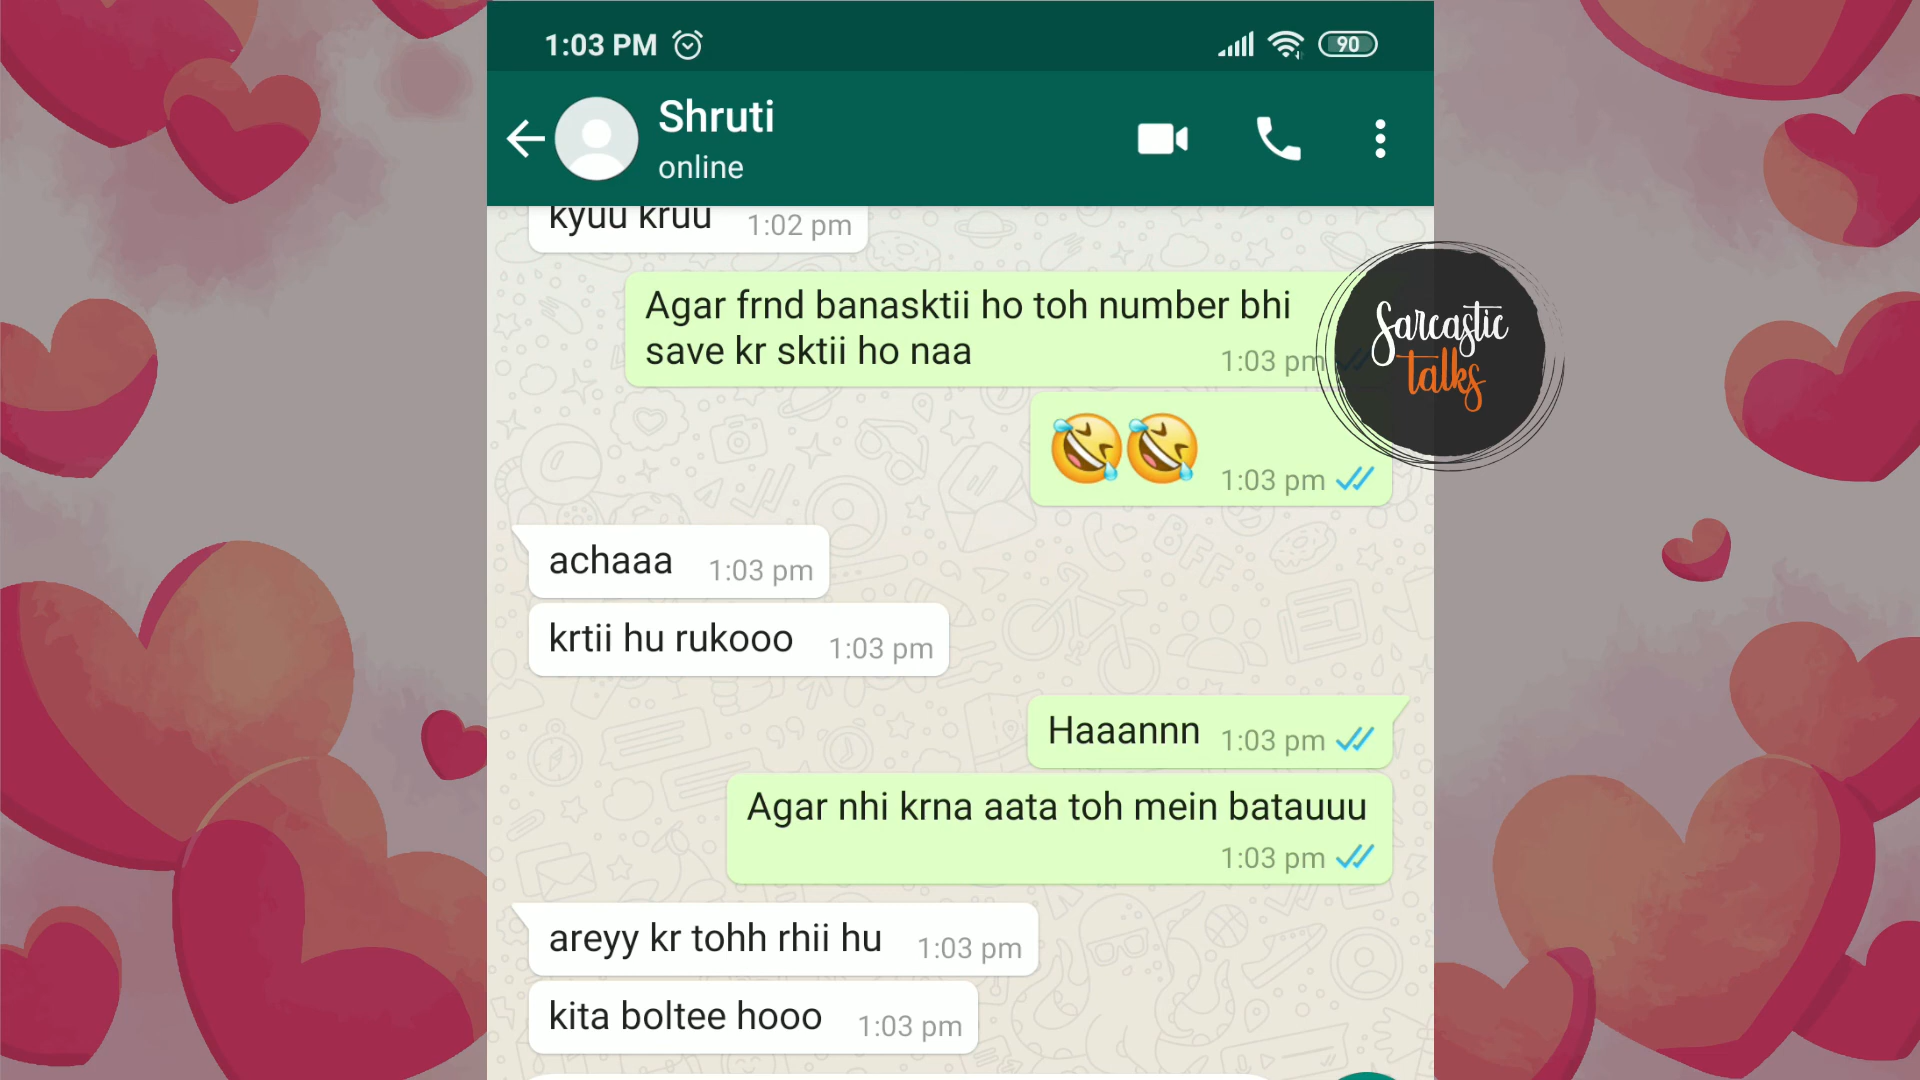 1:03 PM
90
Shruti
online
kyuu kruu 1:02 pm
Agar frnd banasktii ho toh number bhi
save kr sktii ho naa 1:03 pm
Sarcastic
talks
🤣🤣 1:03 pm
achaaa 1:03 pm
krtii hu rukooo 1:03 pm
Haaannn 1:03 pm
Agar nhi krna aata toh mein batauuu
1:03 pm
areyy kr tohh rhii hu 1:03 pm
kita boltee hooo 1:03 pm